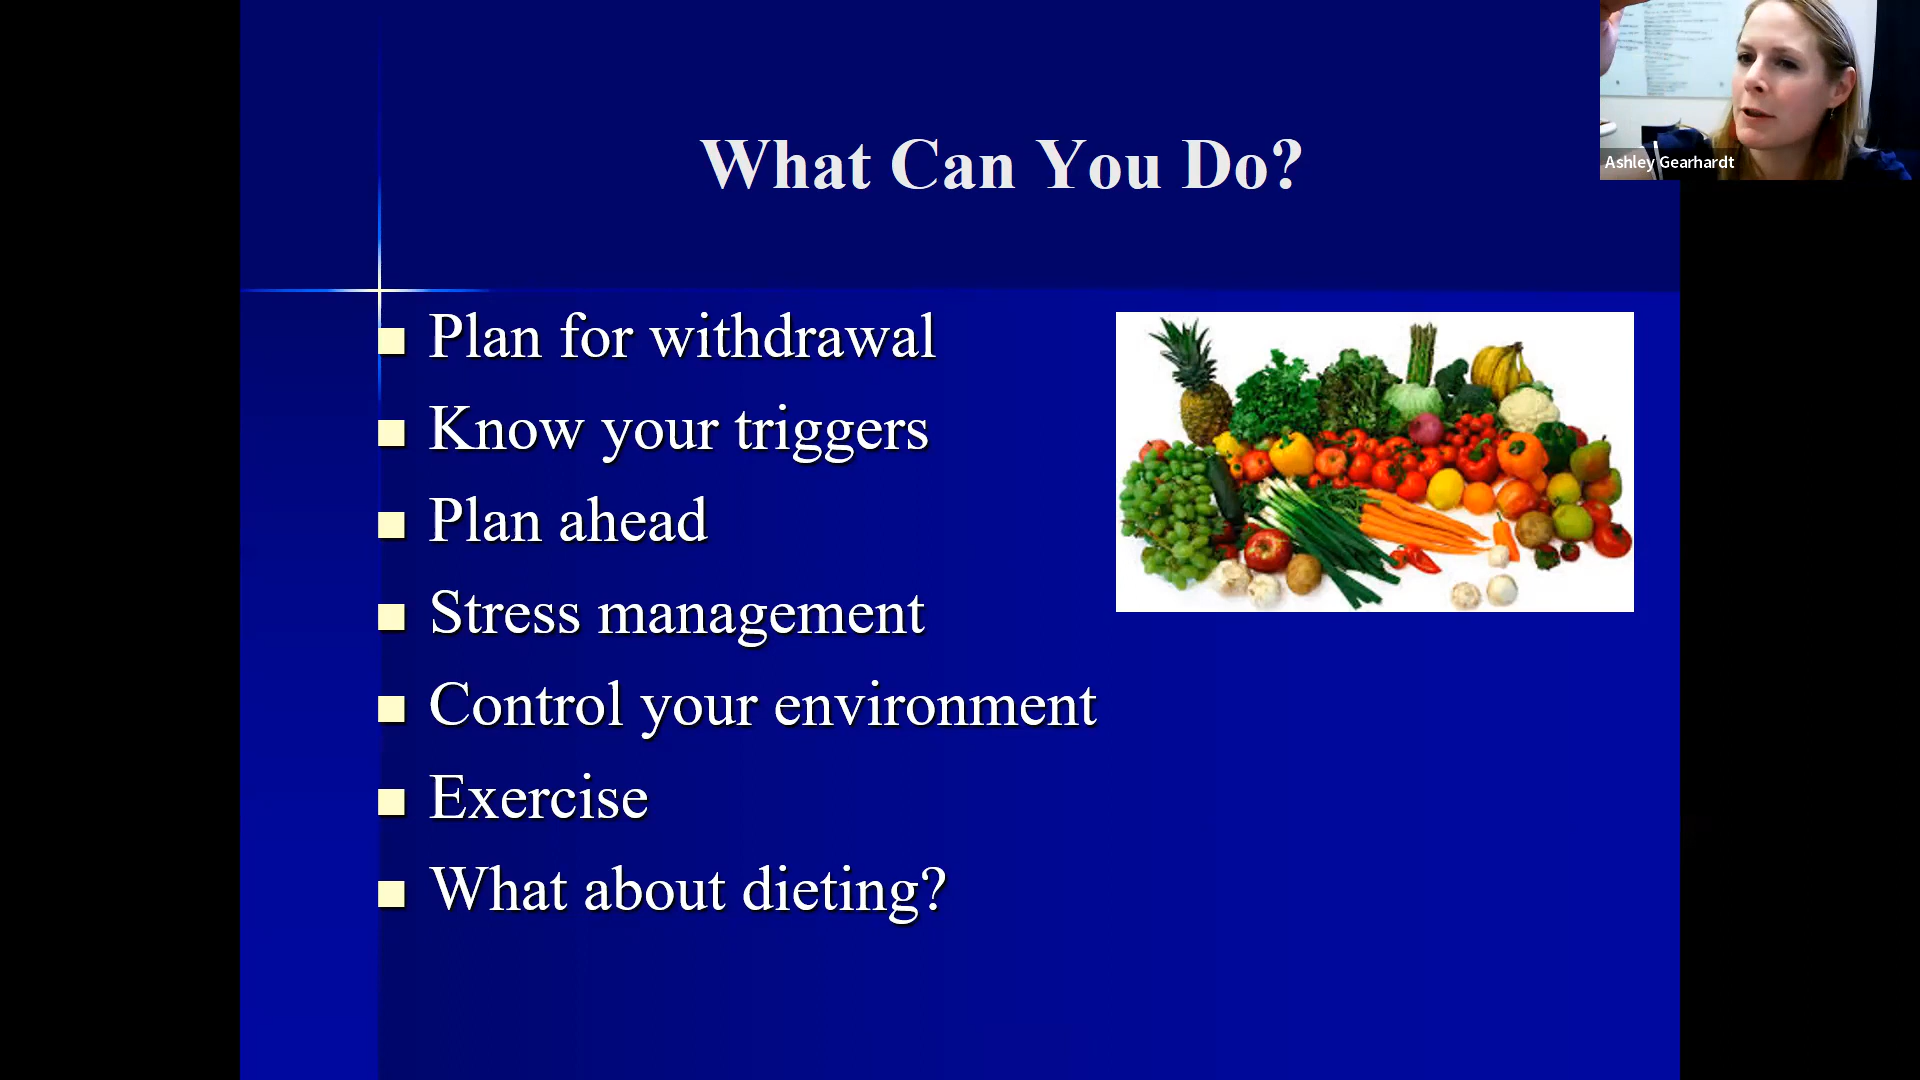 What Can You Do?
Ashley Gearhardt
Plan for withdrawal
Know your triggers
Plan ahead
Stress management
Control your environment
Exercise
What about dieting?